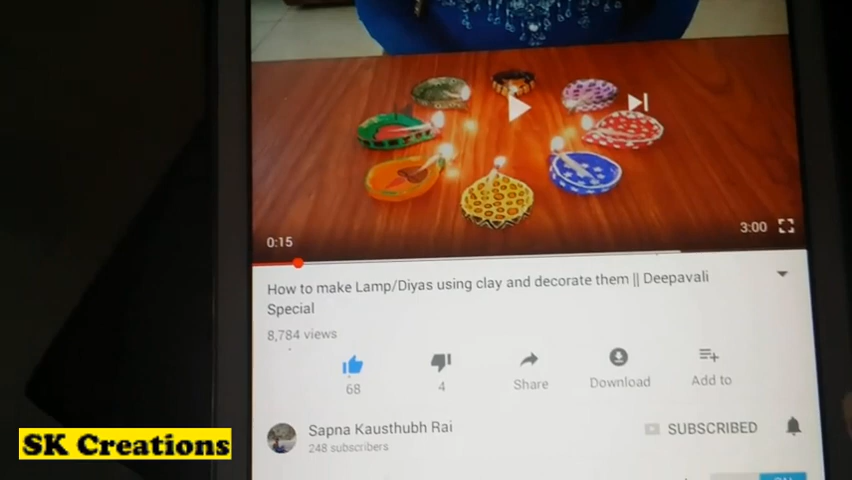 0:15
3:00
How to make Lamp/Diyas using clay and decorate them || Deepavali
Special
8,784 views
68
4
Share
Download
Add to
Sapna Kausthubh Rai
SUBSCRIBED
248 subscribers
SK Creations